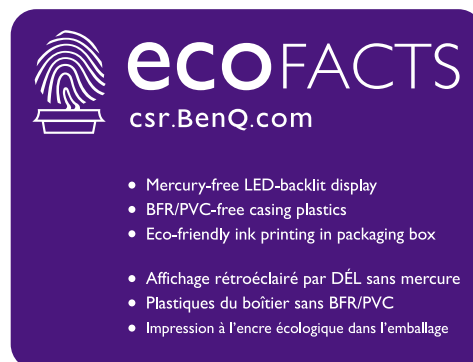 ecoFACTS
csr.BenQ.com
• Mercury-free LED-backlit display
• BFR/PVC-free casing plastics
• Eco-friendly ink printing in packaging box
• Affichage rétroéclairé par DÉL sans mercure
• Plastiques du boîtier sans BFR/PVC
• Impression à l'encre écologique dans l'emballage